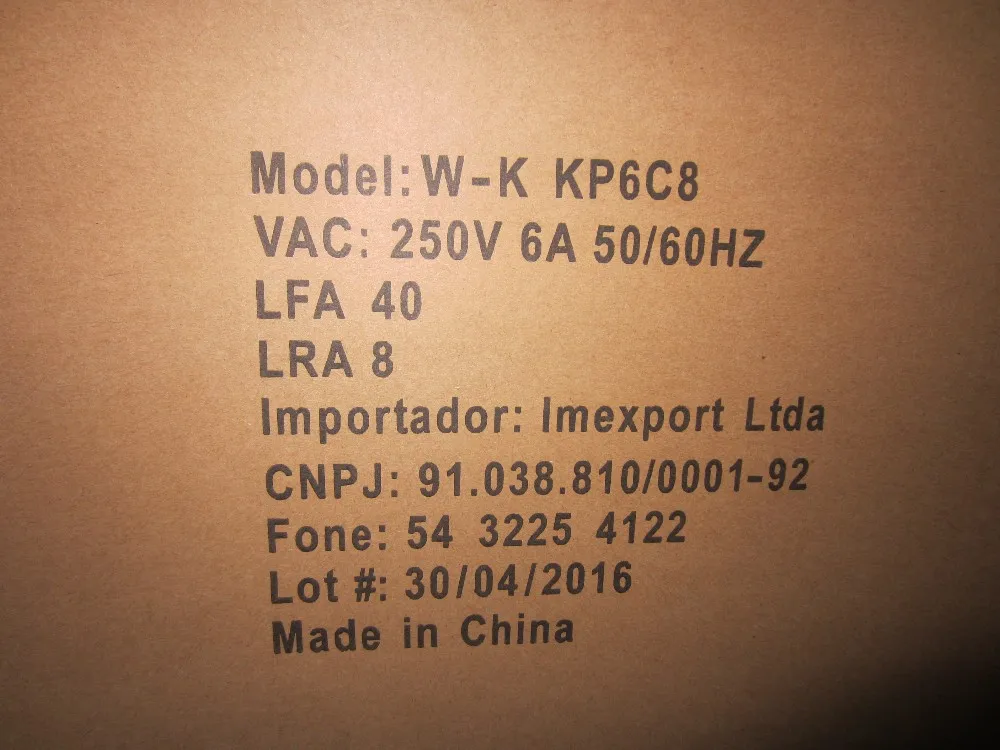 Model: W-K KP6C8
VAC: 250V 6A 50/60HZ
LFA 40
LRA 8
Importador: Imexport Ltda
CNPJ: 91.038.810/0001-92
Fone: 54 3225 4122
Lot #: 30/04/2016
Made in China